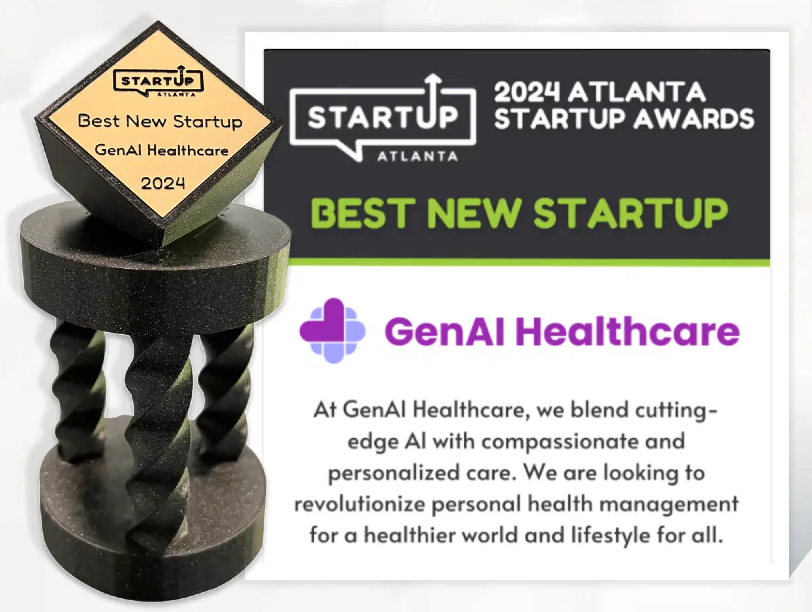 STARTUP
ATLANTA
Best New Startup
GenAI Healthcare
2024
STARTUP
ATLANTA
2024 ATLANTA
STARTUP AWARDS
BEST NEW STARTUP
GenAI Healthcare
At GenAI Healthcare, we blend cutting-
edge AI with compassionate and
personalized care. We are looking to
revolutionize personal health management
for a healthier world and lifestyle for all.